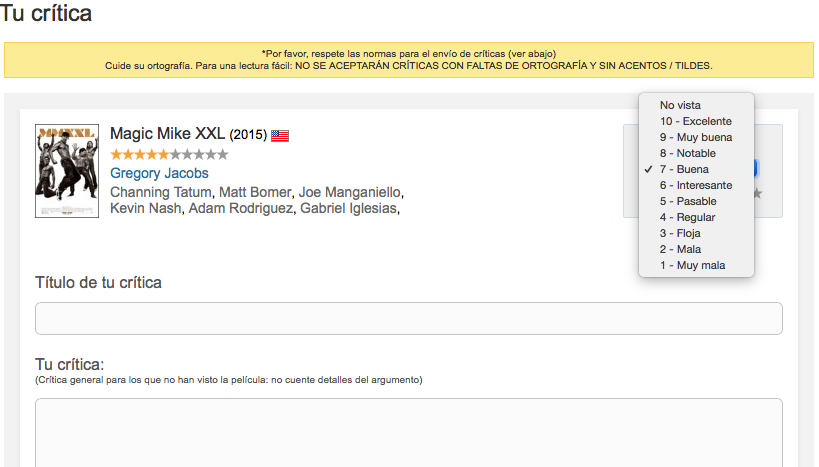 Tu crítica
*Por favor, respete las normas para el envío de críticas (ver abajo)
Cuide su ortografía. Para una lectura fácil: NO SE ACEPTARÁN CRÍTICAS CON FALTAS DE ORTOGRAFÍA Y SIN ACENTOS / TILDES.
MMXXL
Magic Mike XXL (2015)
Gregory Jacobs
Channing Tatum, Matt Bomer, Joe Manganiello,
Kevin Nash, Adam Rodriguez, Gabriel Iglesias,
No vista
10 - Excelente
9 - Muy buena
8 - Notable
7 - Buena
6 - Interesante
5 - Pasable
4 - Regular
3 - Floja
2 - Mala
1 - Muy mala
Título de tu crítica
Tu crítica:
(Crítica general para los que no han visto la película: no cuente detalles del argumento)